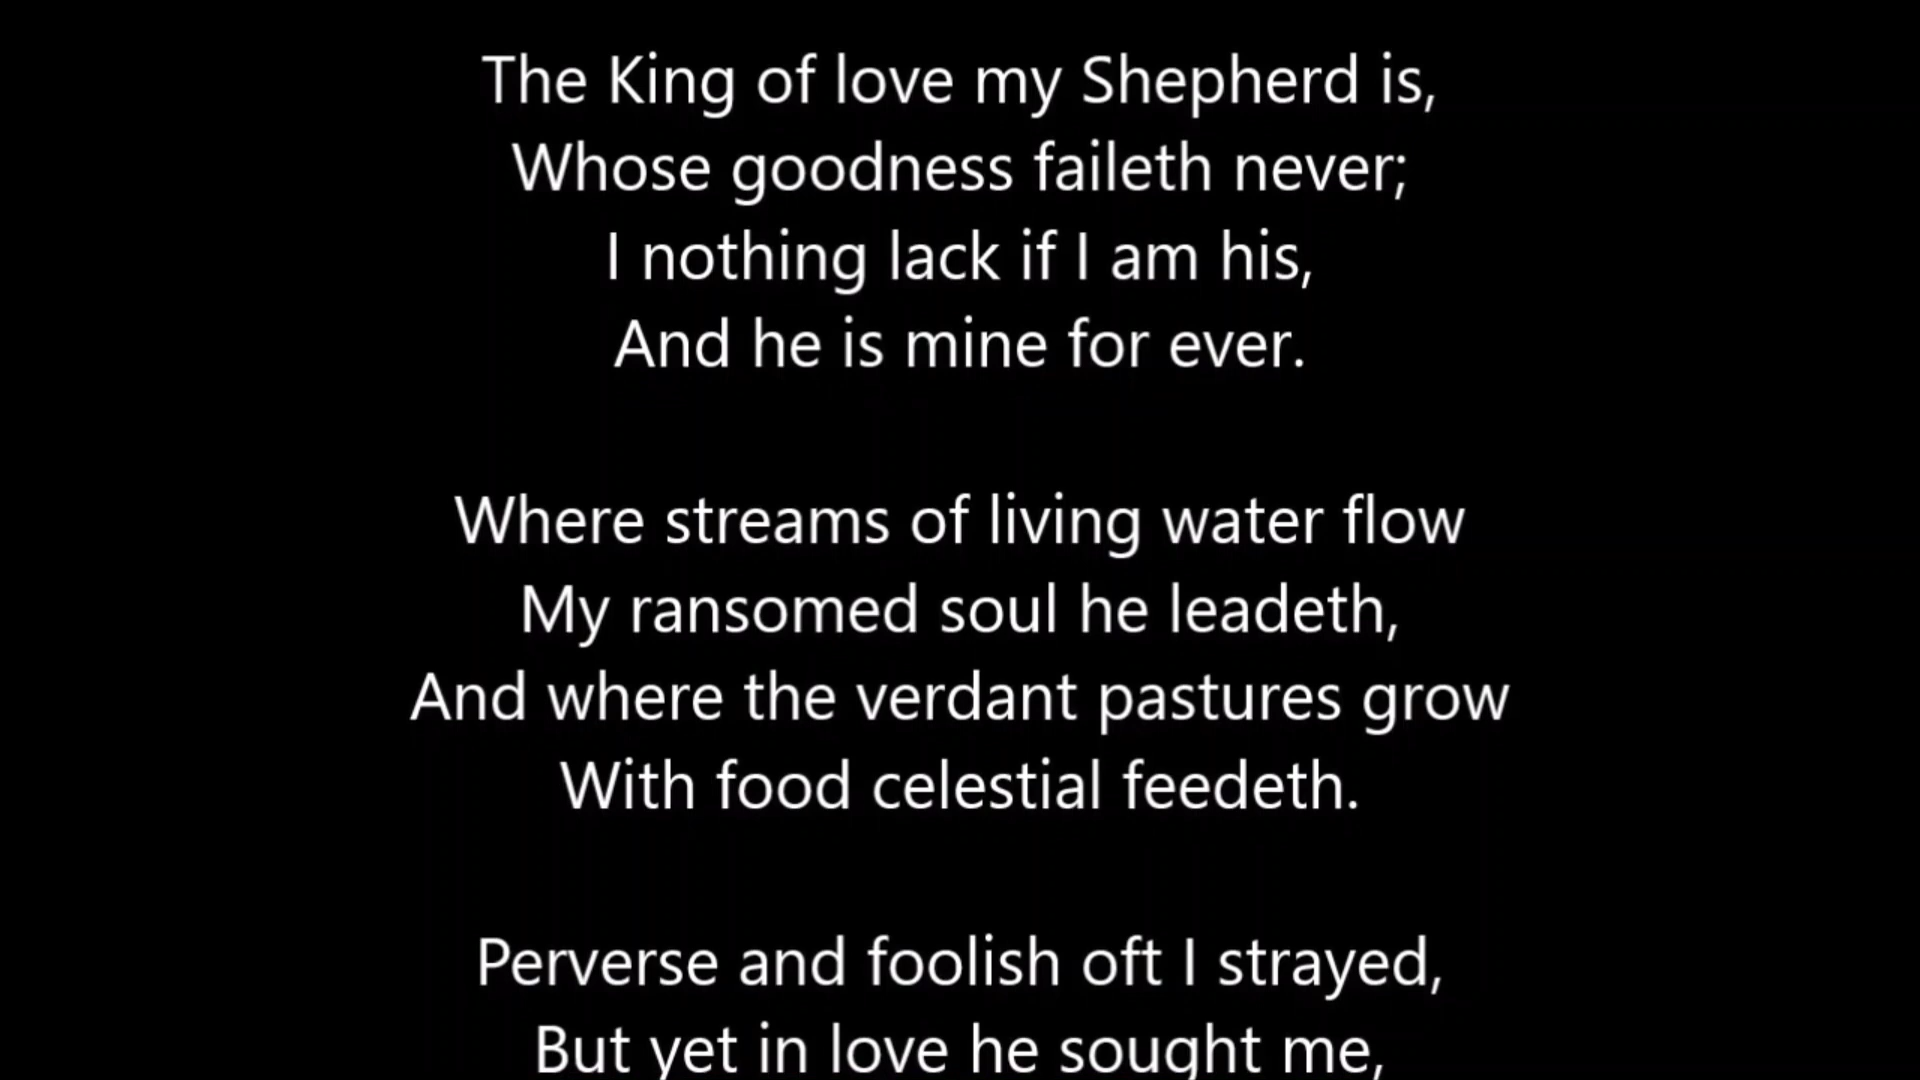 The King of love my Shepherd is,
Whose goodness faileth never;
I nothing lack if I am his,
And he is mine for ever.
Where streams of living water flow
My ransomed soul he leadeth,
And where the verdant pastures grow
With food celestial feedeth.
Perverse and foolish oft I strayed,
But yet in love he sought me,